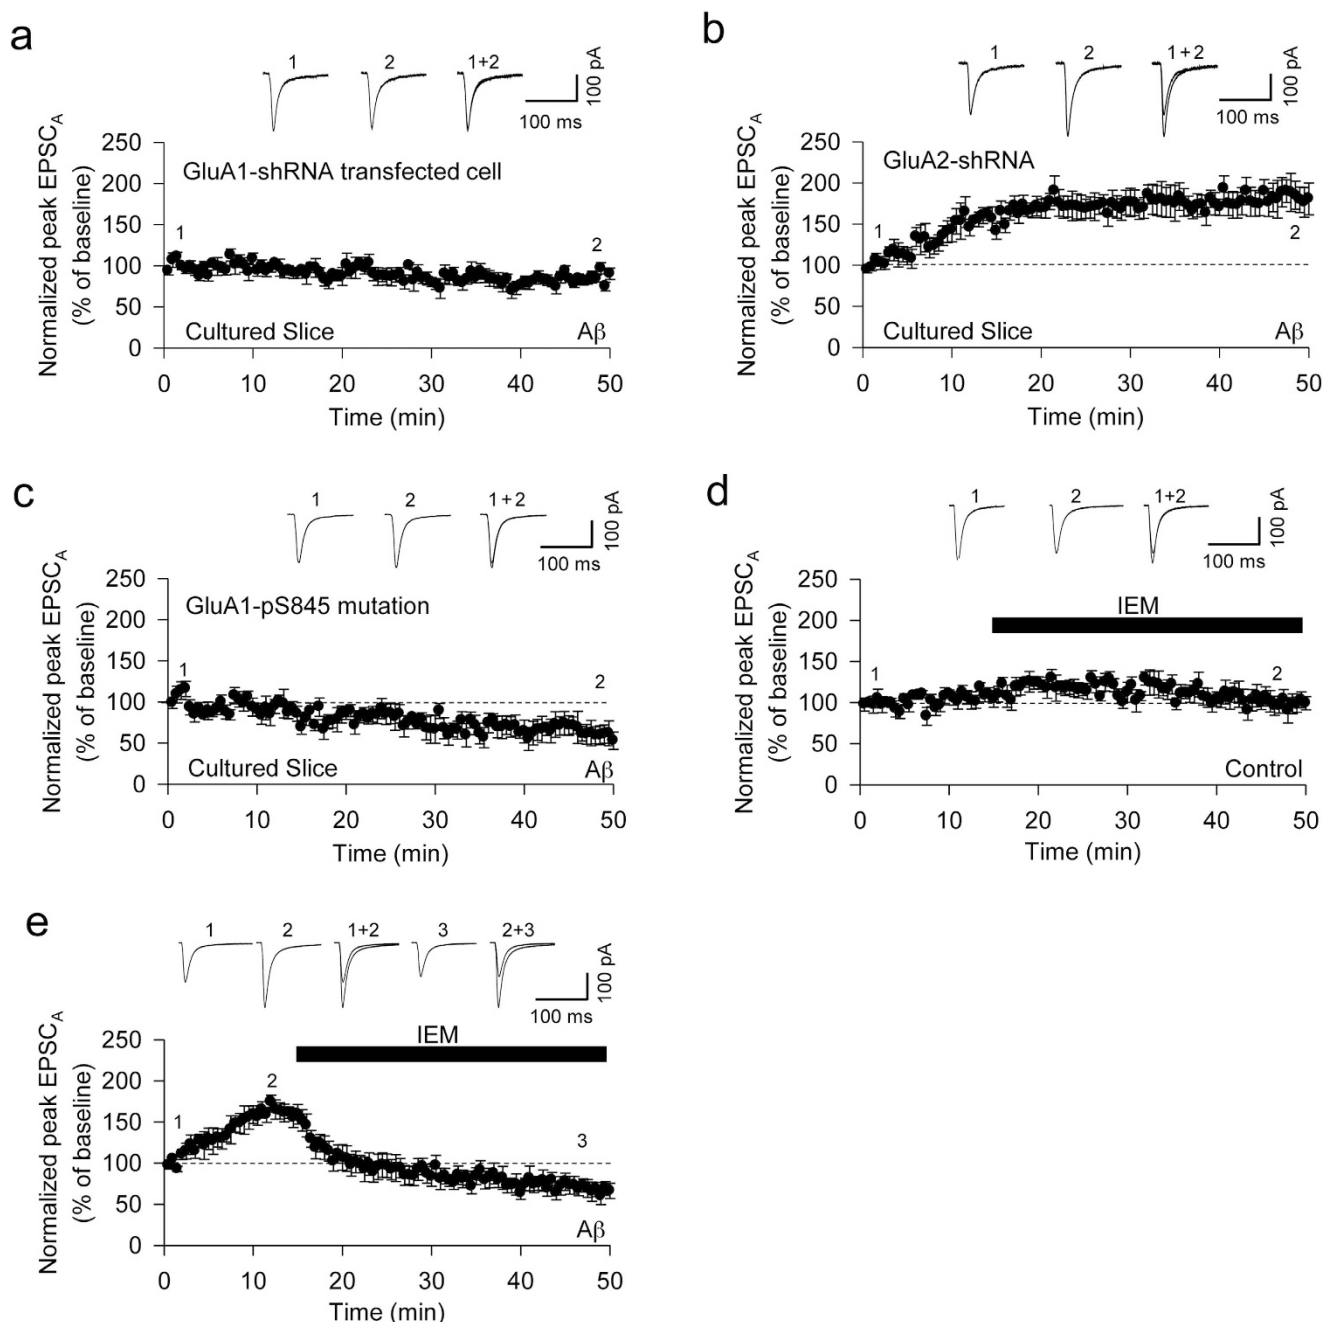 a
1 2 1+2
100 pA
100 ms
Normalized peak EPSC_A
(% of baseline)
250
200
150
100
50
0
GluA1-shRNA transfected cell
1
2
Cultured Slice
Aβ
0 10 20 30 40 50
Time (min)
b
1 2 1+2
100 pA
100 ms
Normalized peak EPSC_A
(% of baseline)
250
200
150
100
50
0
GluA2-shRNA
1
2
Cultured Slice
Aβ
0 10 20 30 40 50
Time (min)
c
1 2 1+2
100 pA
100 ms
Normalized peak EPSC_A
(% of baseline)
250
200
150
100
50
0
GluA1-pS845 mutation
1
2
Cultured Slice
Aβ
0 10 20 30 40 50
Time (min)
d
1 2 1+2
100 pA
100 ms
Normalized peak EPSC_A
(% of baseline)
250
200
150
100
50
0
IEM
1
2
Control
0 10 20 30 40 50
Time (min)
e
1 2 1+2 3 2+3
100 pA
100 ms
Normalized peak EPSC_A
(% of baseline)
250
200
150
100
50
0
IEM
1
2
3
Aβ
0 10 20 30 40 50
Time (min)